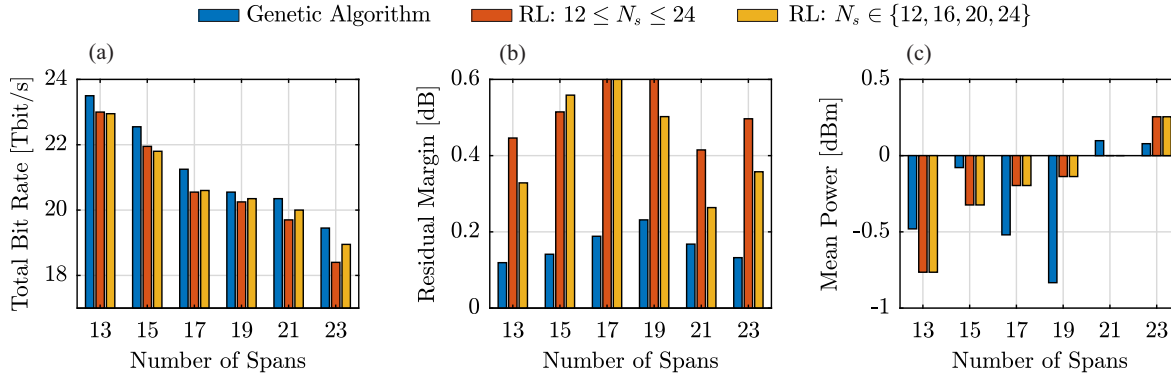 Genetic Algorithm RL: 12 ≤ N_s ≤ 24 RL: N_s ∈ {12, 16, 20, 24}
(a) (b) (c)
Total Bit Rate [Tbit/s]
24
22
20
18
13 15 17 19 21 23
Number of Spans
Residual Margin [dB]
0.6
0.4
0.2
0
13 15 17 19 21 23
Number of Spans
Mean Power [dBm]
0.5
0
-0.5
-1
13 15 17 19 21 23
Number of Spans